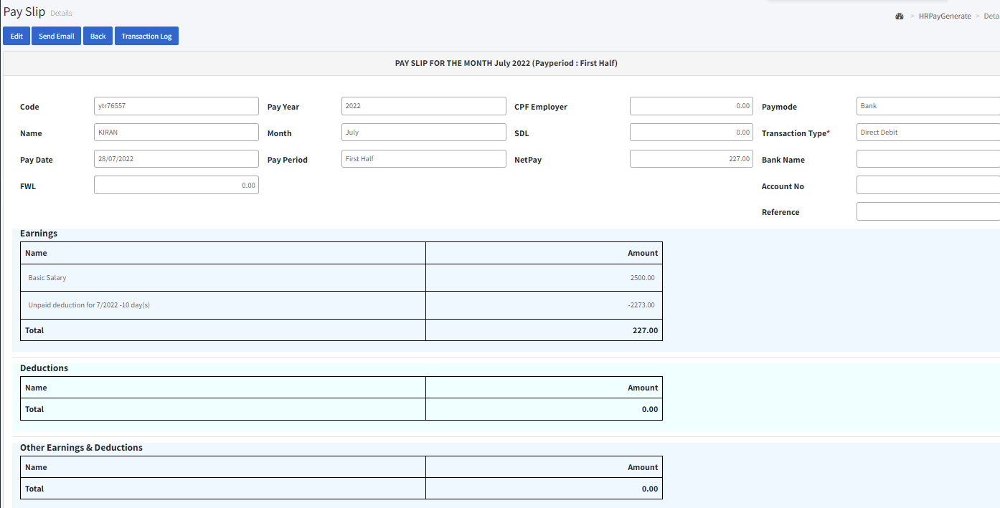 Pay Slip Details
> HRPayGenerate > Deta
Edit Send Email Back Transaction Log
PAY SLIP FOR THE MONTH July 2022 (Payperiod : First Half)
Code ytr76557 Pay Year 2022 CPF Employer 0.00 Paymode Bank
Name KIRAN Month July SDL 0.00 Transaction Type* Direct Debit
Pay Date 28/07/2022 Pay Period First Half NetPay 227.00 Bank Name
FWL 0.00 Account No
Reference
Earnings
Name Amount
Basic Salary 2500.00
Unpaid deduction for 7/2022 -10 day(s) -2273.00
Total 227.00
Deductions
Name Amount
Total 0.00
Other Earnings & Deductions
Name Amount
Total 0.00